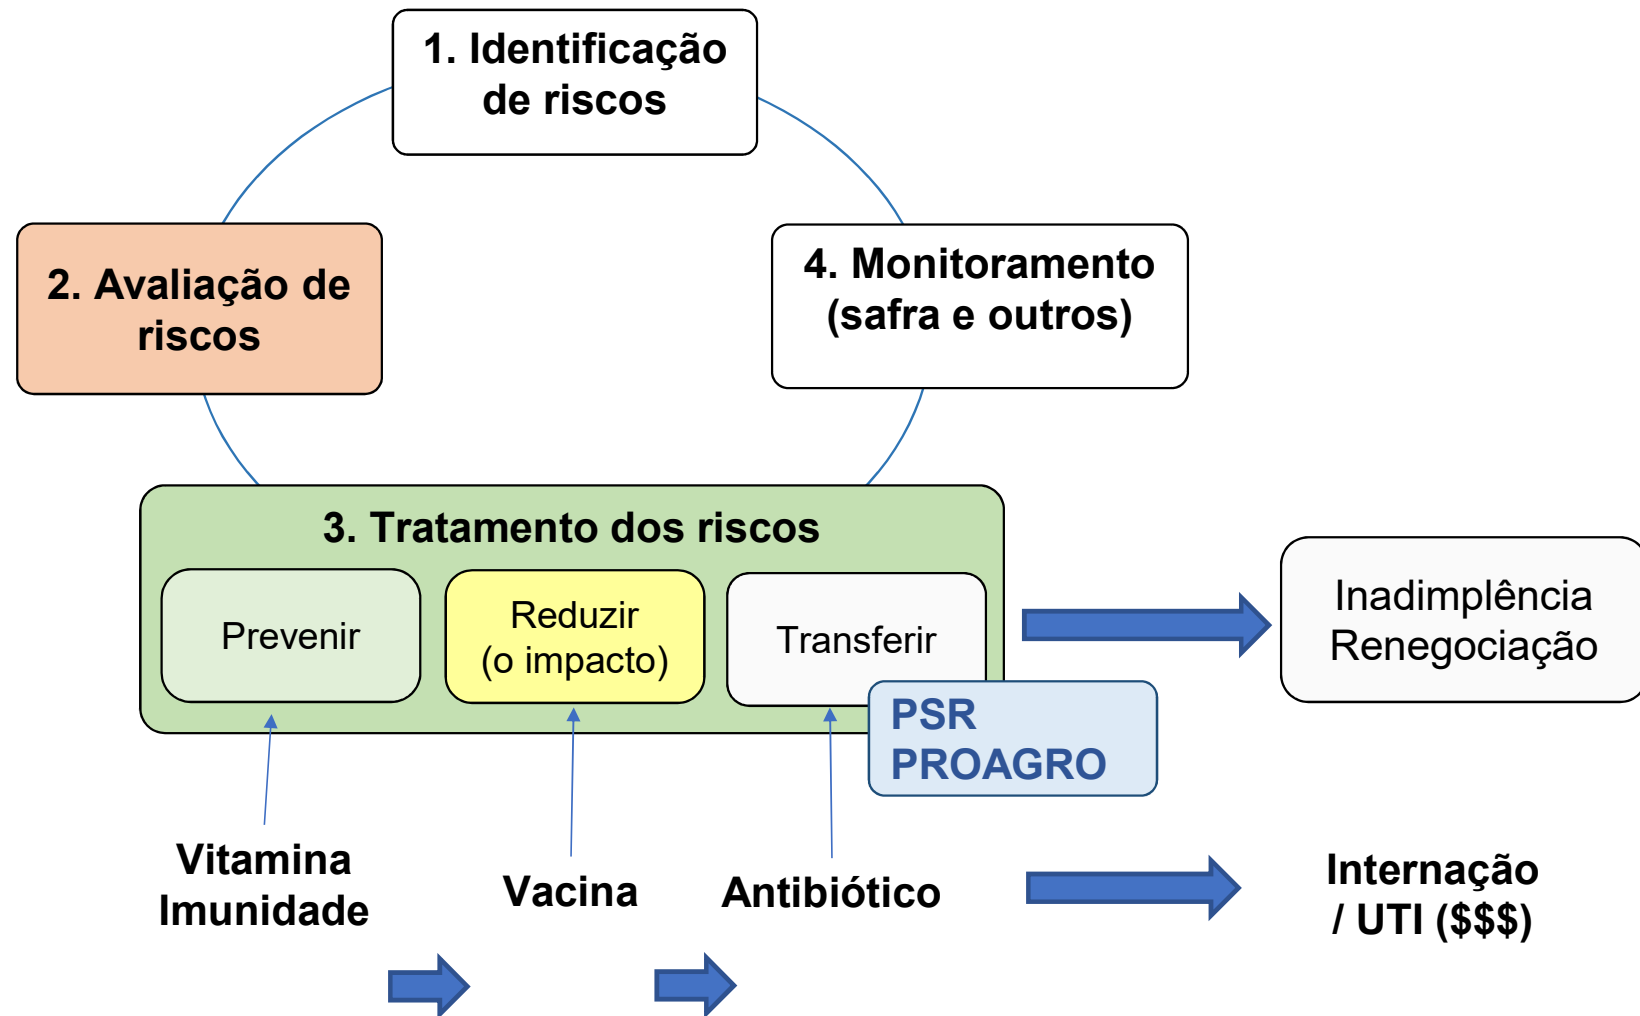 1. Identificação
de riscos
2. Avaliação de
riscos
4. Monitoramento
(safra e outros)
3. Tratamento dos riscos
Prevenir
Reduzir
(o impacto)
Transferir
PSR
PROAGRO
Inadimplência
Renegociação
Vitamina
Imunidade
Vacina
Antibiótico
Internação
/ UTI ($$$)